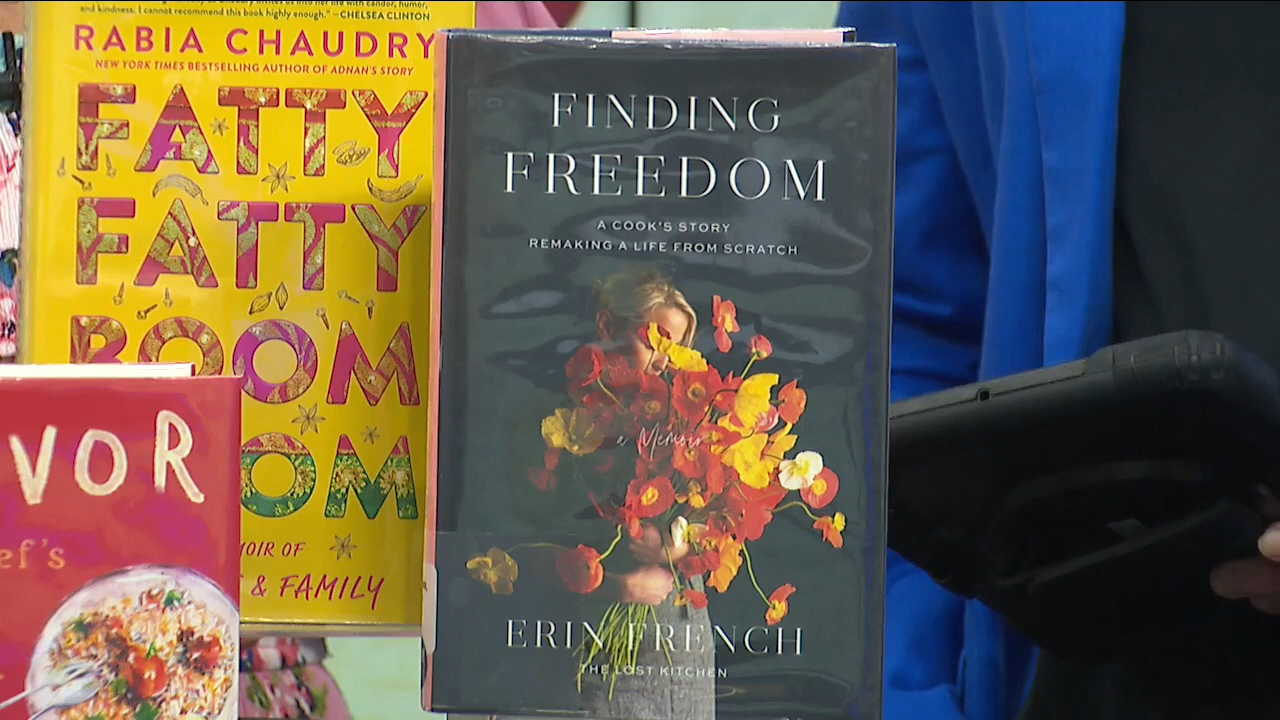 and kindness. I cannot recommend this book highly enough." —CHELSEA CLINTON
RABIA CHAUDRY
NEW YORK TIMES BESTSELLING AUTHOR OF ADNAN'S STORY
FATTY
FATTY
BOOM
OOM
OIR OF
& FAMILY
VOR
ef's
FINDING
FREEDOM
A COOK'S STORY
REMAKING A LIFE FROM SCRATCH
a Memoir
ERIN FRENCH
THE LOST KITCHEN